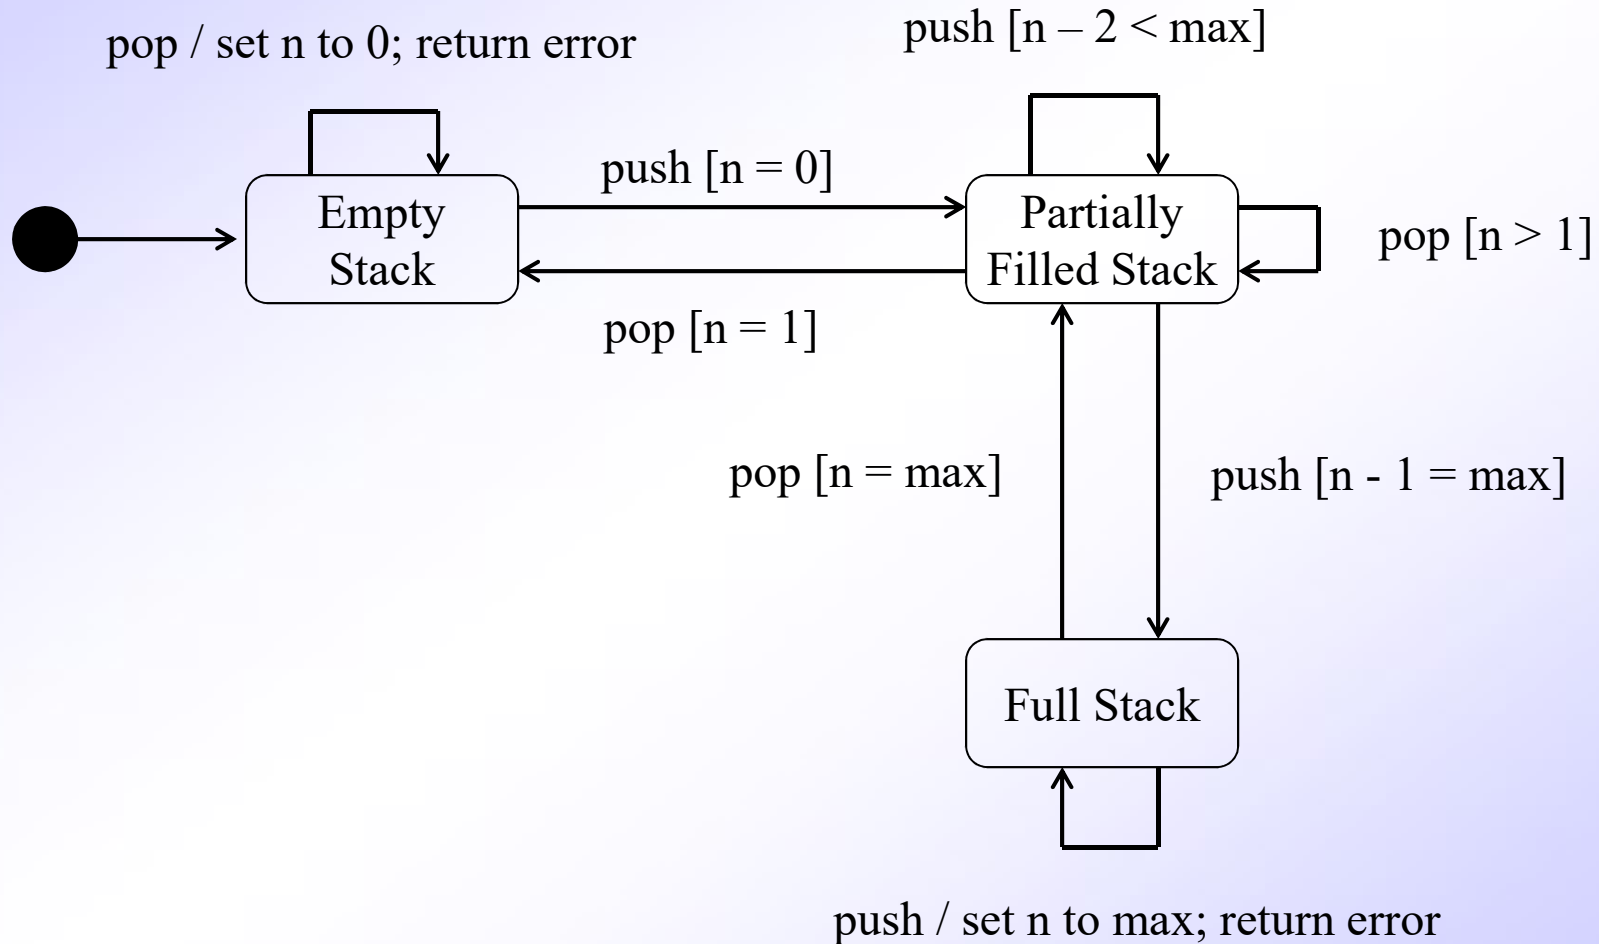 pop / set n to 0; return error
push [n – 2 < max]
push [n = 0]
Empty
Stack
Partially
Filled Stack
pop [n > 1]
pop [n = 1]
pop [n = max]
push [n - 1 = max]
Full Stack
push / set n to max; return error